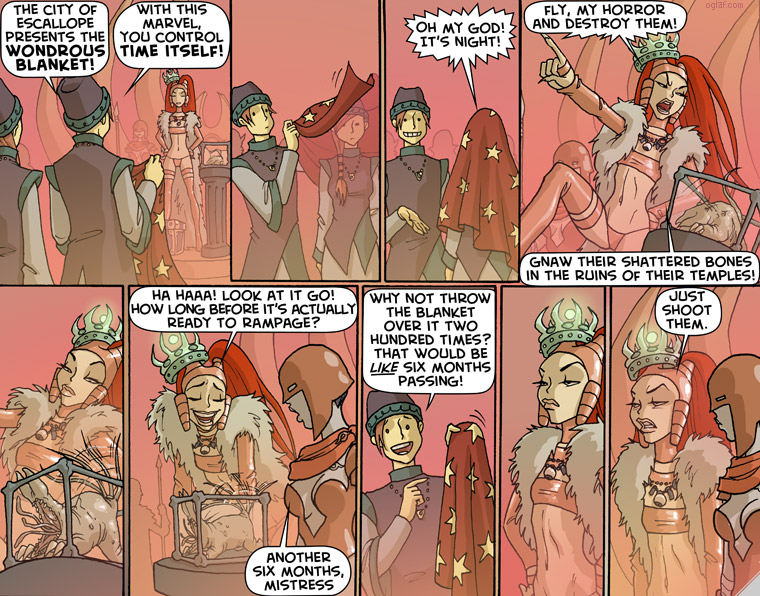 THE CITY OF
ESCALLOPE
PRESENTS THE
WONDROUS
BLANKET!
WITH THIS
MARVEL,
YOU CONTROL
TIME ITSELF!
OH MY GOD!
IT'S NIGHT!
FLY, MY HORROR
AND DESTROY THEM!
oglaf.com
GNAW THEIR SHATTERED BONES
IN THE RUINS OF THEIR TEMPLES!
HA HAAA! LOOK AT IT GO!
HOW LONG BEFORE IT'S ACTUALLY
READY TO RAMPAGE?
ANOTHER
SIX MONTHS,
MISTRESS
WHY NOT THROW
THE BLANKET
OVER IT TWO
HUNDRED TIMES?
THAT WOULD BE
LIKE SIX MONTHS
PASSING!
JUST
SHOOT
THEM.